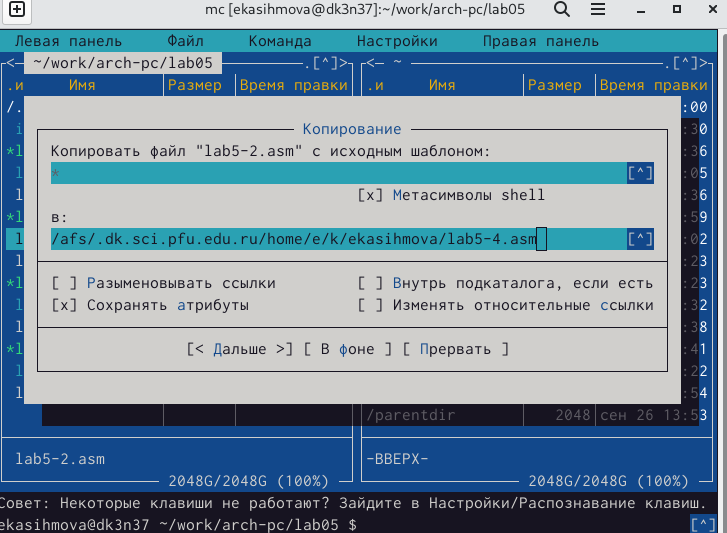 mc [ekasihmova@dk3n37]:~/work/arch-pc/lab05
Левая панель Файл Команда Настройки Правая панель
<— ~/work/arch-pc/lab05 .[^]> <— ~ .[^]>
.и Имя Размер Время правки .и Имя Размер Время правки
/. :00
Копирование
Копировать файл "lab5-2.asm" с исходным шаблоном:
* [^]
[x] Метасимволы shell
в:
/afs/.dk.sci.pfu.edu.ru/home/e/k/ekasihmova/lab5-4.asm [^]
[ ] Разыменовывать ссылки [ ] Внутрь подкаталога, если есть
[x] Сохранять атрибуты [ ] Изменять относительные ссылки
[< Дальше >] [ В фоне ] [ Прервать ]
/parentdir 2048 сен 26 13:53
lab5-2.asm -ВВЕРХ-
2048G/2048G (100%) 2048G/2048G (100%)
Совет: Некоторые клавиши не работают? Зайдите в Настройки/Распознавание клавиш.
ekasihmova@dk3n37 ~/work/arch-pc/lab05 $ [^]